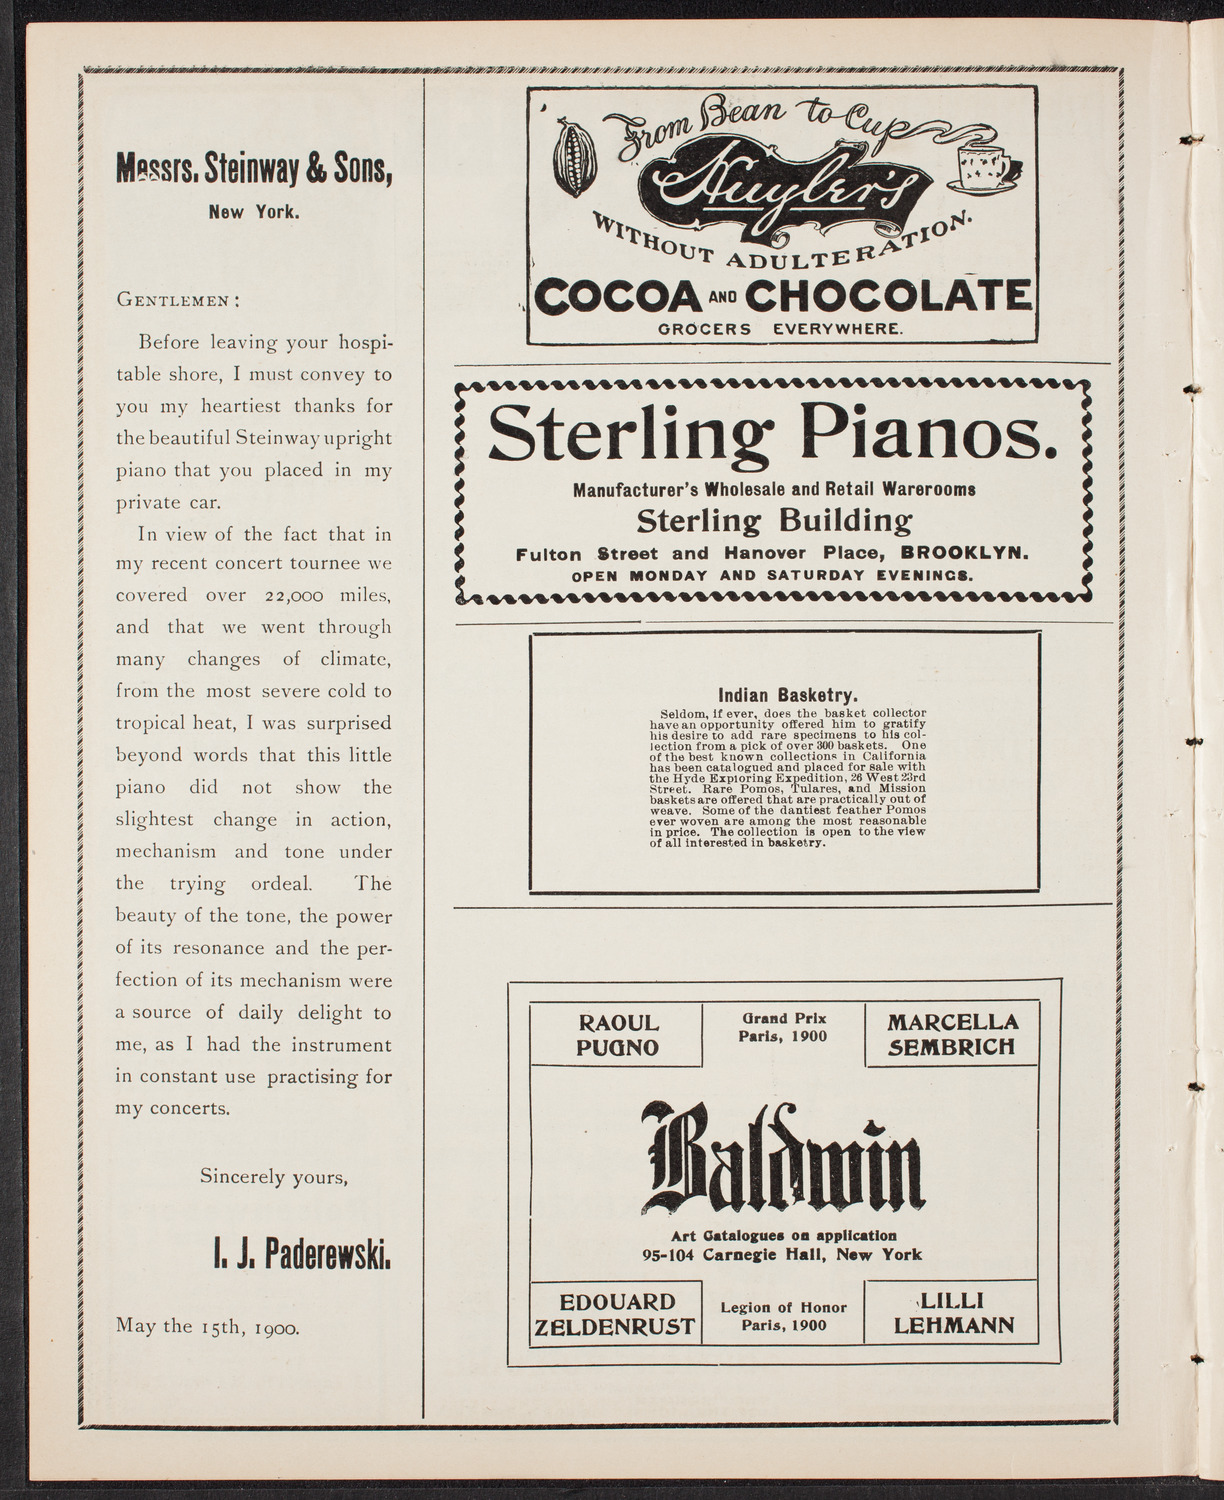 Messrs. Steinway & Sons,
New York.
GENTLEMEN:
Before leaving your hospi-
table shore, I must convey to
you my heartiest thanks for
the beautiful Steinway upright
piano that you placed in my
private car.
In view of the fact that in
my recent concert tournee we
covered over 22,000 miles,
and that we went through
many changes of climate,
from the most severe cold to
tropical heat, I was surprised
beyond words that this little
piano did not show the
slightest change in action,
mechanism and tone under
the trying ordeal. The
beauty of the tone, the power
of its resonance and the per-
fection of its mechanism were
a source of daily delight to
me, as I had the instrument
in constant use practising for
my concerts.
Sincerely yours,
I. J. Paderewski.
May the 15th, 1900.
From Bean to Cup
Huyler's
WITHOUT ADULTERATION.
COCOA AND CHOCOLATE
GROCERS EVERYWHERE.
Sterling Pianos.
Manufacturer's Wholesale and Retail Warerooms
Sterling Building
Fulton Street and Hanover Place, BROOKLYN.
OPEN MONDAY AND SATURDAY EVENINGS.
Indian Basketry.
Seldom, if ever, does the basket collector
have an opportunity offered him to gratify
his desire to add rare specimens to his col-
lection from a pick of over 300 baskets. One
of the best known collections in California
has been catalogued and placed for sale with
the Hyde Exploring Expedition, 26 West 23rd
Street. Rare Pomos, Tulares, and Mission
baskets are offered that are practically out of
weave. Some of the dantiest feather Pomos
ever woven are among the most reasonable
in price. The collection is open to the view
of all interested in basketry.
RAOUL
PUGNO
Grand Prix
Paris, 1900
MARCELLA
SEMBRICH
Baldwin
Art Catalogues on application
95-104 Carnegie Hall, New York
EDOUARD
ZELDENRUST
Legion of Honor
Paris, 1900
LILLI
LEHMANN